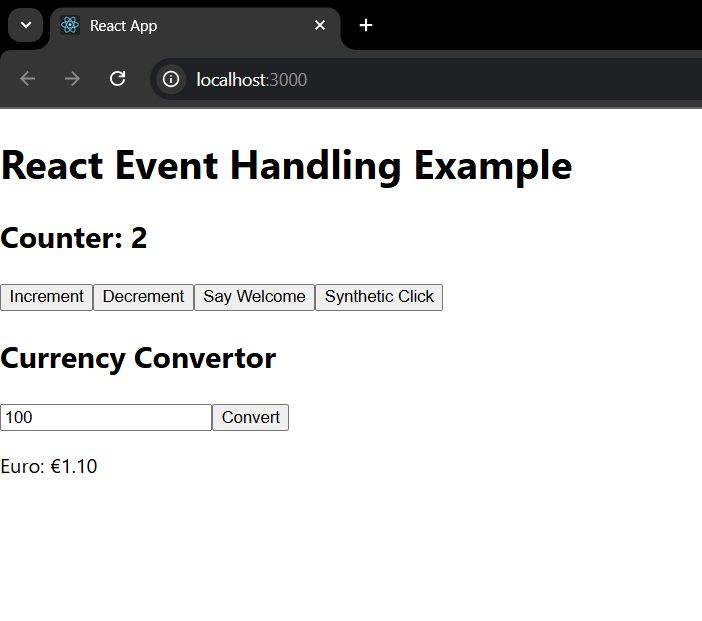 React App
localhost:3000
React Event Handling Example
Counter: 2
Increment Decrement Say Welcome Synthetic Click
Currency Convertor
100 Convert
Euro: €1.10